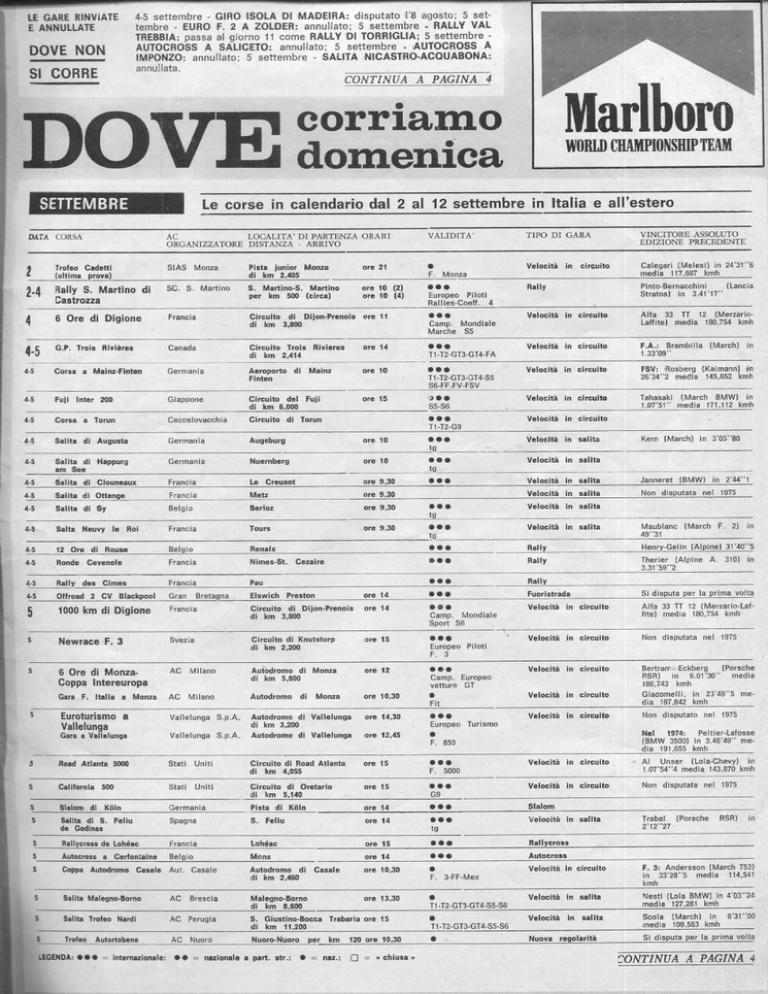 LE GARE RINVIATE
E ANNULLATE
DOVE NON
SI CORRE
4-5 settembre - GIRO ISOLA DI MADEIRA: disputato l'8 agosto; 5 set-
tembre - EURO F. 2 A ZOLDER: annullato; 5 settembre - RALLY VAL
TREBBIA: passa al giorno 11 come RALLY DI TORRIGLIA; 5 settembre -
AUTOCROSS A SALICETO: annullato; 5 settembre - AUTOCROSS A
IMPONZO: annullato; 5 settembre - SALITA NICASTRO-ACQUABONA:
annullata.
CONTINUA A PAGINA 4
Marlboro
WORLD CHAMPIONSHIP TEAM
DOVE corriamo
domenica
SETTEMBRE
Le corse in calendario dal 2 al 12 settembre in Italia e all'estero
DATA CORSA AC LOCALITA' DI PARTENZA ORARI VALIDITA' TIPO DI GARA VINCITORE ASSOLUTO
ORGANIZZATORE DISTANZA - ARRIVO EDIZIONE PRECEDENTE
2 Trofeo Cadetti SIAS Monza Pista junior Monza ore 21 ● Velocità in circuito Calegari (Melesi) in 24'31"6
(ultima prova) di km 2,405 F. Monza media 117,687 kmh
2-4 Rally S. Martino di SC. S. Martino S. Martino-S. Martino ore 10 (2) ●●● Rally Pinto-Bernacchini (Lancia
Castrozza per km 500 (circa) ore 10 (4) Europeo Piloti Stratos) in 3.41'17"
Rallies-Coeff. 4
4 6 Ore di Digione Francia Circuito di Dijon-Prenois ore 11 ●●● Velocità in circuito Alfa 33 TT 12 (Merzario-
di km 3,800 Camp. Mondiale Laffite) media 180,754 kmh
Marche S5
4-5 G.P. Trois Rivières Canada Circuito Trois Rivieres ore 14 ●●● Velocità in circuito F.A.: Brambilla (March) in
di km 2,414 T1-T2-GT3-GT4-FA 1.33'09"
4-5 Corsa a Mainz-Finten Germania Aeroporto di Mainz ore 10 ●●● Velocità in circuito FSV: Rosberg (Kaimann) in
Finten T1-T2-GT3-GT4-S5 26'34"2 media 145,652 kmh
S6-FF.FV-FSV
4-5 Fuji Inter 200 Giappone Circuito del Fuji ore 15 ●●● Velocità in circuito Tahasaki (March BMW) in
di km 6,000 S5-S6 1.07'51" media 171,112 kmh
4-5 Corsa a Torun Cecoslovacchia Circuito di Torun ●●● Velocità in circuito
T1-T2-G9
4-5 Salita di Augusta Germania Augsburg ore 10 ●●● Velocità in salita Kern (March) in 3'05"80
tg
4-5 Salita di Happurg Germania Nuernberg ore 10 ●●● Velocità in salita
am See tg
4-5 Salita di Clouneaux Francia Le Creusot ore 9,30 ●●● Velocità in salita Janneret (BMW) in 2'44"1
4-5 Salita di Ottange Francia Metz ore 9,30 Velocità in salita Non disputata nel 1975
4-5 Salita di Sy Belgio Berloz ore 9,30 ●●● Velocità in salita
tg
4-5 Salta Neuvy le Roi Francia Tours ore 9,30 ●●● Velocità in salita Maublanc (March F. 2) in
tg 49"31
4-5 12 Ore di Rouse Belgio Renaix ●●● Rally Henry-Gelin (Alpine) 31'40"5
4-5 Ronde Cevenole Francia Nimes-St. Cezaire ●●● Rally Therier (Alpine A. 310) in
3.31'59"2
4-5 Rally des Cimes Francia Pau ●●● Rally
4-5 Offroad 2 CV Blackpool Gran Bretagna Elswich Preston ore 14 ●●● Fuoristrada Si disputa per la prima volta
5 1000 km di Digione Francia Circuito di Dijon-Prenois ore 14 ●●● Velocità in circuito Alfa 33 TT 12 (Merzario-Laf-
di km 3,800 Camp. Mondiale fite) media 180,754 kmh
Sport S6
5 Newrace F. 3 Svezia Circuito di Knutstorp ore 15 ●●● Velocità in circuito Non disputata nel 1975
di km 2,200 Europeo Piloti
F. 3
5 6 Ore di Monza- AC Milano Autodromo di Monza ore 12 ●●● Velocità in circuito Bertram-Eckberg (Porsche
Coppa Intereuropa di km 5,800 Camp. Europeo RSR) in 6.01'30" media
vetture GT 186,743 kmh
Gara F. Italia a Monza AC Milano Autodromo di Monza ore 10,30 ● Velocità in circuito Giacomelli. in 23'49"5 me-
Fit dia 167,842 kmh
5 Euroturismo a Vallelunga S.p.A. Autodromo di Vallelunga ore 14,30 ●●● Velocità in circuito Non disputato nel 1975
Vallelunga di km 3,200 Europeo Turismo
Gara a Vallelunga Vallelunga S.p.A. Autodromo di Vallelunga ore 12,45 ● Nel 1974: Peltier-Lafosse
F. 850 (BMW 3500) in 3.46'49" me-
dia 191,655 kmh
5 Road Atlanta 5000 Stati Uniti Circuito di Road Atlanta ore 15 ●●● Velocità in circuito Al Unser (Lola-Chevy) in
di km 4,055 F. 5000 1.07'54"4 media 143,870 kmh
5 California 500 Stati Uniti Circuito di Oretario ore 15 ●●● Velocità in circuito Non disputata nel 1975
di km 5,140 G9
5 Slalom di Köln Germania Pista di Köln ore 14 ●●● Slalom
5 Salita di S. Feliu Spagna S. Feliu ore 14 ●●● Velocità in salita Trabal (Porsche RSR) in
de Godinas tg 2'12"27
5 Rallycross de Lohéac Francia Lohéac ore 15 ●●● Rallycross
5 Autocross a Cerfontaine Belgio Mons ore 14 ●●● Autocross
5 Coppa Autodromo Casale Aut. Casale Autodromo di Casale ore 10,30 ● Velocità in circuito F. 3: Andersson (March 753)
di km 2,460 F. 3-FF-Mex in 33'28"5 media 114,541
kmh
5 Salita Malegno-Borno AC Brescia Malegno-Borno ore 13,30 ● Velocità in salita Nesti (Lola BMW) in 4'03"24
di km 8,600 T1-T2-GT3-GT4-S5-S6 media 127,281 kmh
5 Salita Trofeo Nardi AC Perugia S. Giustino-Bocca Trabaria ore 15 ● Velocità in salita Scola (March) in 6'31"00
di km 11,200 T1-T2-GT3-GT4-S5-S6 media 109,563 kmh
5 Trofeo Autortobene AC Nuoro Nuoro-Nuoro per km 120 ore 10,30 ● Nuova regolarità Si disputa per la prima volta
LEGENDA: ●●● = internazionale; ●● = nazionale a part. str.; ● = naz.; □ = « chiusa »
CONTINUA A PAGINA 4